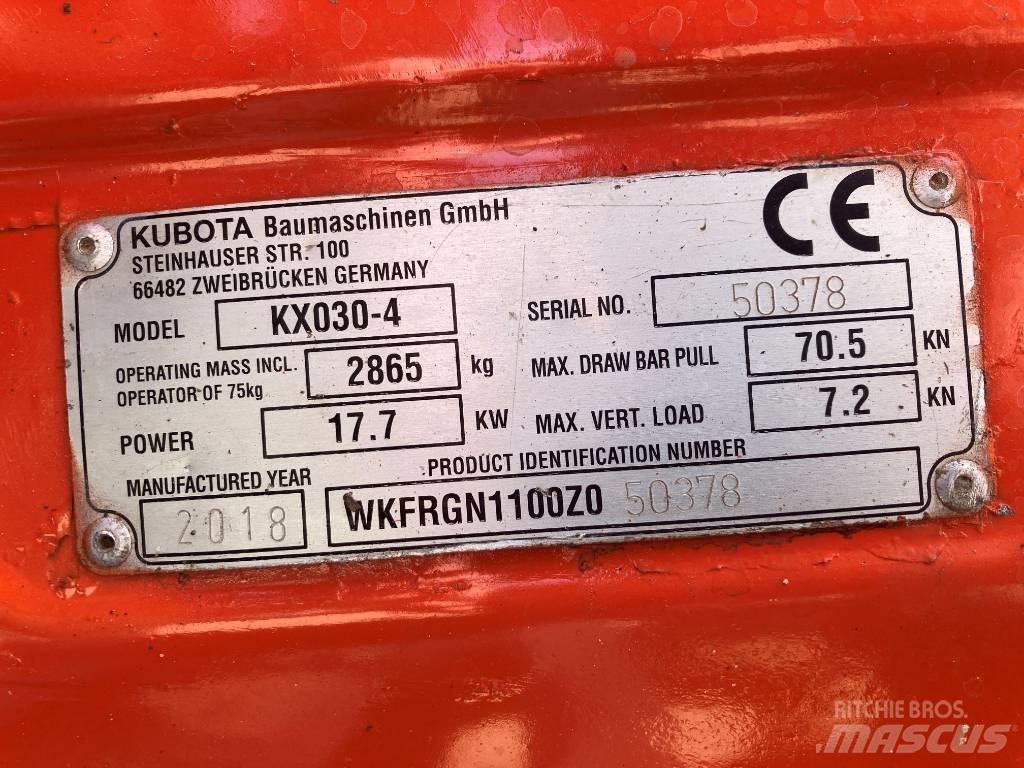 KUBOTA Baumaschinen GmbH
STEINHAUSER STR. 100
66482 ZWEIBRÜCKEN GERMANY
CE
MODEL KX030-4
SERIAL NO. 50378
OPERATING MASS INCL. OPERATOR OF 75kg 2865 kg
MAX. DRAW BAR PULL 70.5 KN
POWER 17.7 KW
MAX. VERT. LOAD 7.2 KN
MANUFACTURED YEAR 2018
PRODUCT IDENTIFICATION NUMBER
WKFRGN1100Z0 50378
RITCHIE BROS.
MASCUS